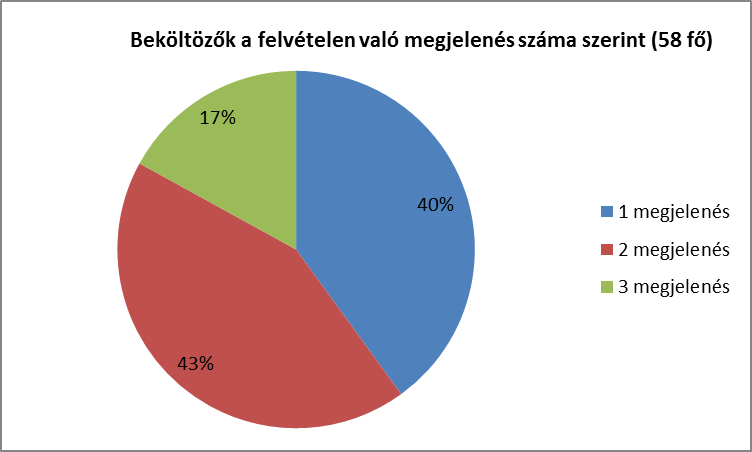 Beköltözők a felvételen való megjelenés száma szerint (58 fő)
17%
40%
43%
1 megjelenés
2 megjelenés
3 megjelenés